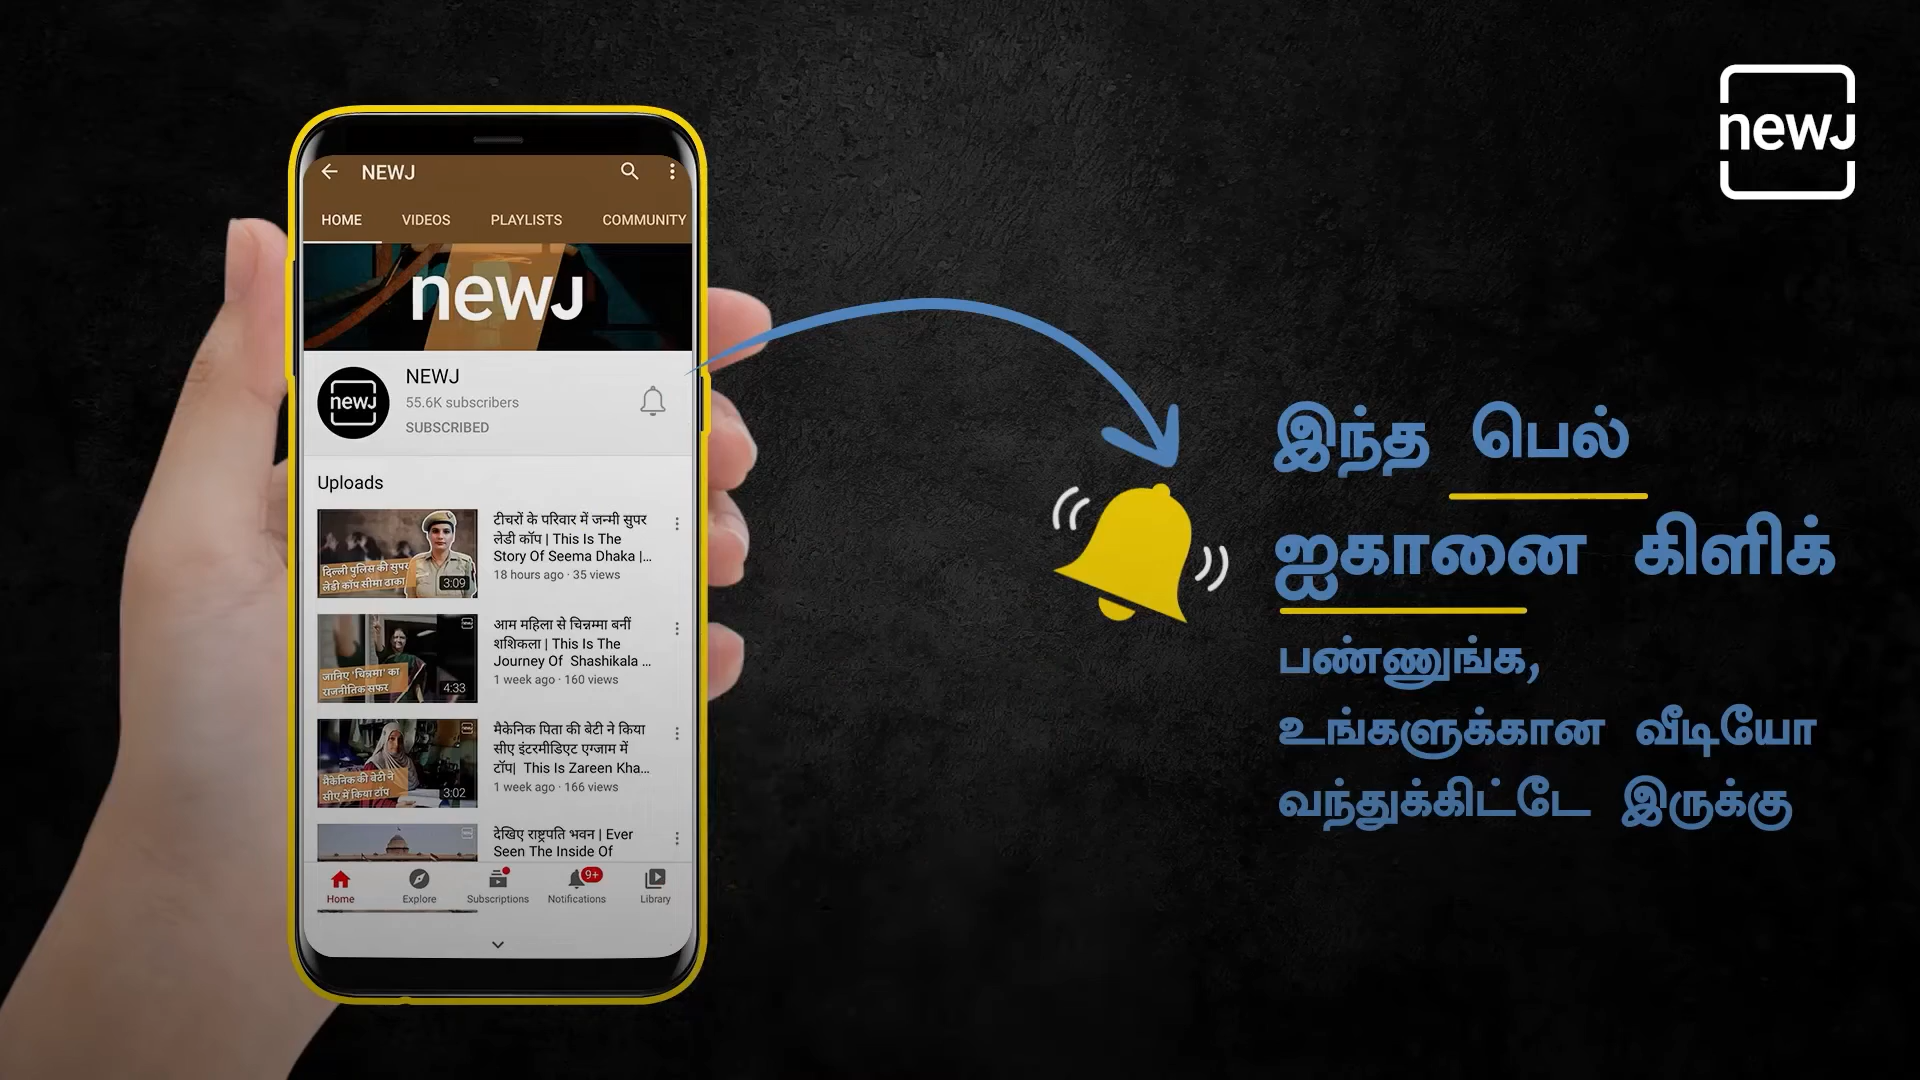 newJ
NEWJ
HOME VIDEOS PLAYLISTS COMMUNITY
newJ
newJ
NEWJ
55.6K subscribers
SUBSCRIBED
Uploads
दिल्ली पुलिस की सुपर
लेडी कॉप सीमा ढाका
3:09
टीचरों के परिवार में जन्मी सुपर
लेडी कॉप | This Is The
Story Of Seema Dhaka |...
18 hours ago · 35 views
जानिए 'चिन्नमा' का
राजनीतिक सफर
4:33
आम महिला से चिन्नम्मा बनीं
शशिकला | This Is The
Journey Of Shashikala ...
1 week ago · 160 views
मैकेनिक की बेटी ने
सीए में किया टॉप
3:02
मैकेनिक पिता की बेटी ने किया
सीए इंटरमीडिएट एग्जाम में
टॉप| This Is Zareen Kha...
1 week ago · 166 views
देखिए राष्ट्रपति भवन | Ever
Seen The Inside Of
9+
Home Explore Subscriptions Notifications Library
இந்த பெல்
ஐகானை கிளிக்
பண்ணுங்க,
உங்களுக்கான வீடியோ
வந்துக்கிட்டே இருக்கு